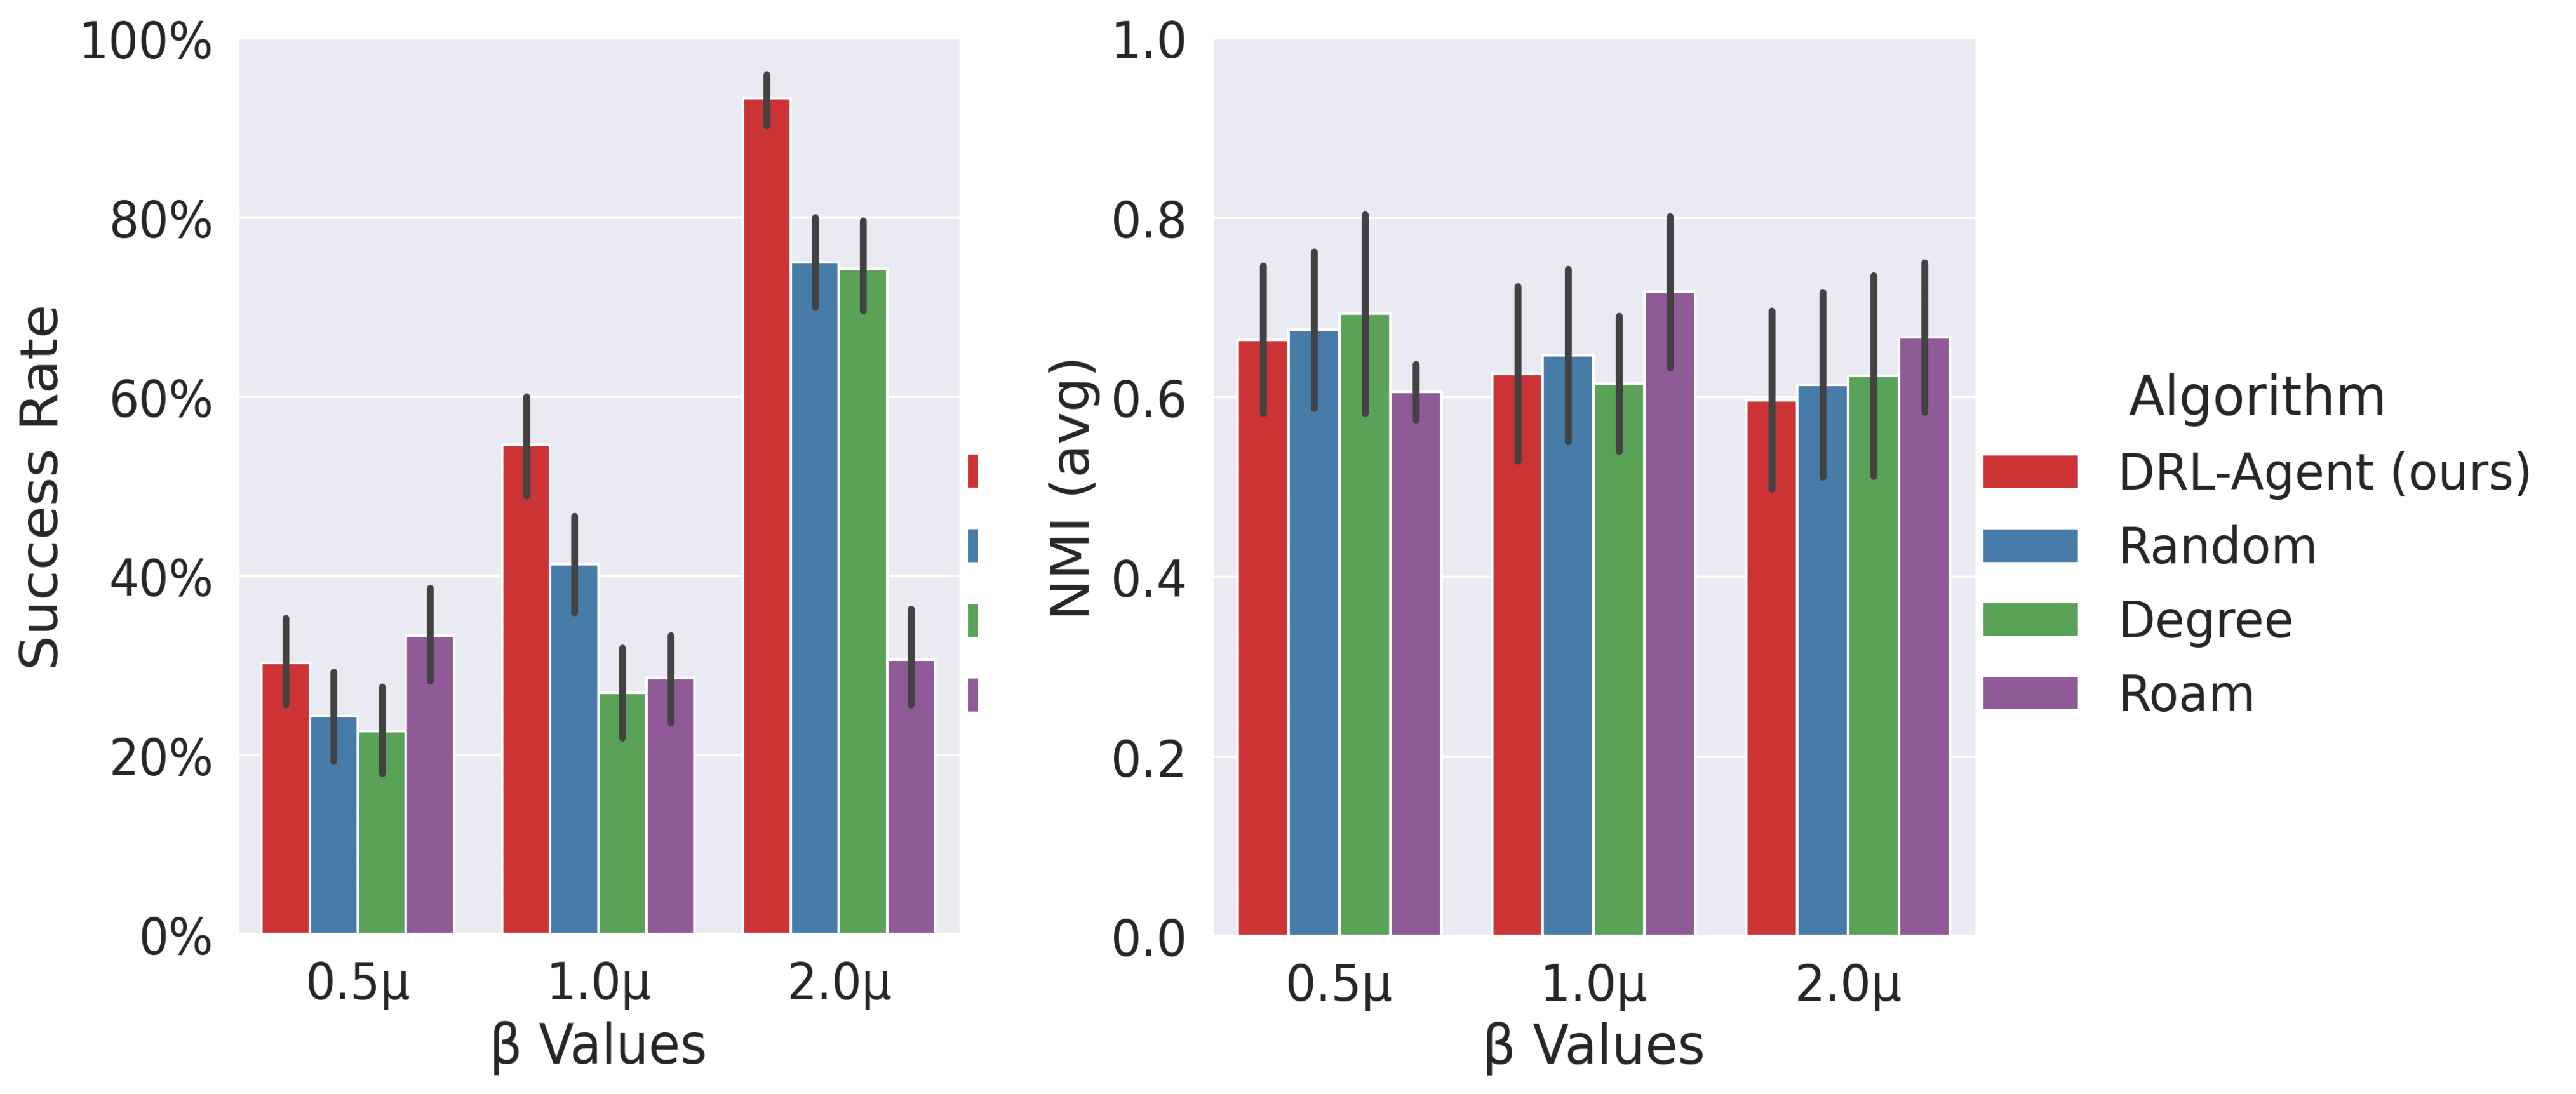 Success Rate
100%
80%
60%
40%
20%
0%
0.5μ 1.0μ 2.0μ
β Values
NMI (avg)
1.0
0.8
0.6
0.4
0.2
0.0
0.5μ 1.0μ 2.0μ
β Values
Algorithm
DRL-Agent (ours)
Random
Degree
Roam